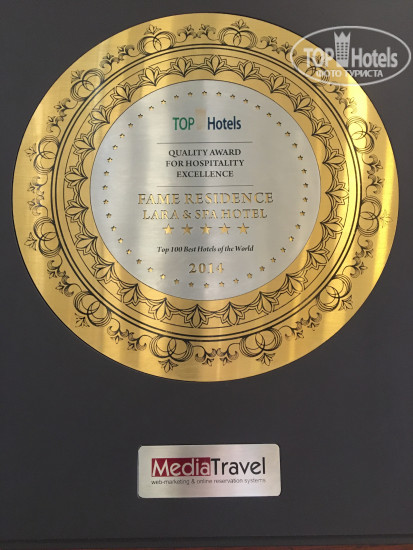 TOP Hotels
ФОТО ТУРИСТА
TOP Hotels
QUALITY AWARD
FOR HOSPITALITY
EXCELLENCE
FAME RESIDENCE
LARA & SPA HOTEL
Top 100 Best Hotels of the World
2014
MediaTravel
web-marketing & online reservation systems